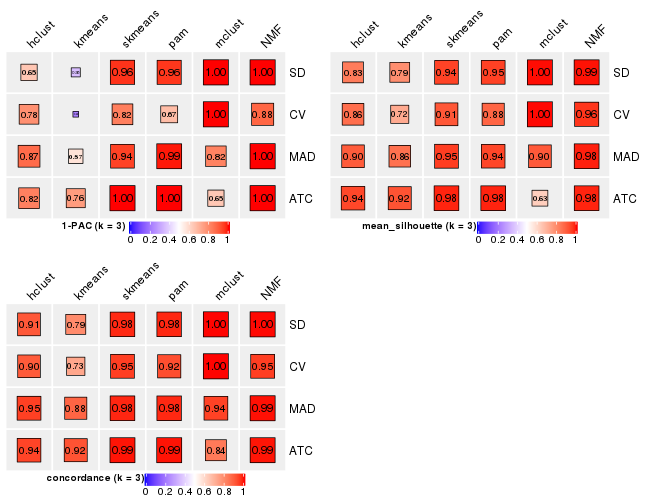 hclust kmeans skmeans pam mclust NMF
0.65 0.96 0.96 1.00 1.00 SD
0.78 0.82 0.67 1.00 0.88 CV
0.87 0.57 0.94 0.99 0.82 1.00 MAD
0.82 0.76 1.00 1.00 0.65 1.00 ATC
1-PAC (k = 3)
0 0.2 0.4 0.6 0.8 1
hclust kmeans skmeans pam mclust NMF
0.83 0.79 0.94 0.95 1.00 0.99 SD
0.86 0.72 0.91 0.88 1.00 0.96 CV
0.90 0.86 0.95 0.94 0.90 0.98 MAD
0.94 0.92 0.98 0.98 0.63 0.98 ATC
mean_silhouette (k = 3)
0 0.2 0.4 0.6 0.8 1
hclust kmeans skmeans pam mclust NMF
0.91 0.79 0.98 0.98 1.00 1.00 SD
0.90 0.73 0.95 0.92 1.00 0.95 CV
0.95 0.88 0.98 0.98 0.94 0.99 MAD
0.94 0.92 0.99 0.99 0.84 0.99 ATC
concordance (k = 3)
0 0.2 0.4 0.6 0.8 1